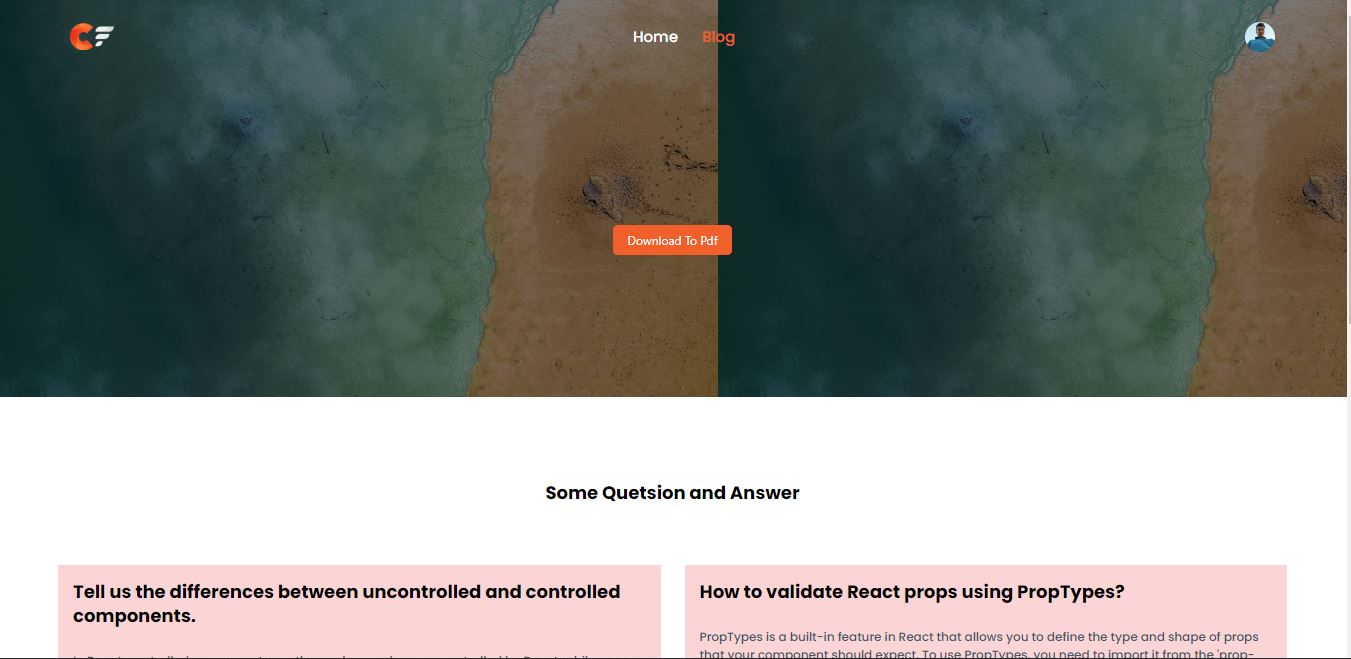 CF
Home
Blog
Download To Pdf
Some Quetsion and Answer
Tell us the differences between uncontrolled and controlled
components.
How to validate React props using PropTypes?
PropTypes is a built-in feature in React that allows you to define the type and shape of props
that your component should expect. To use PropTypes, you need to import it from the 'prop-